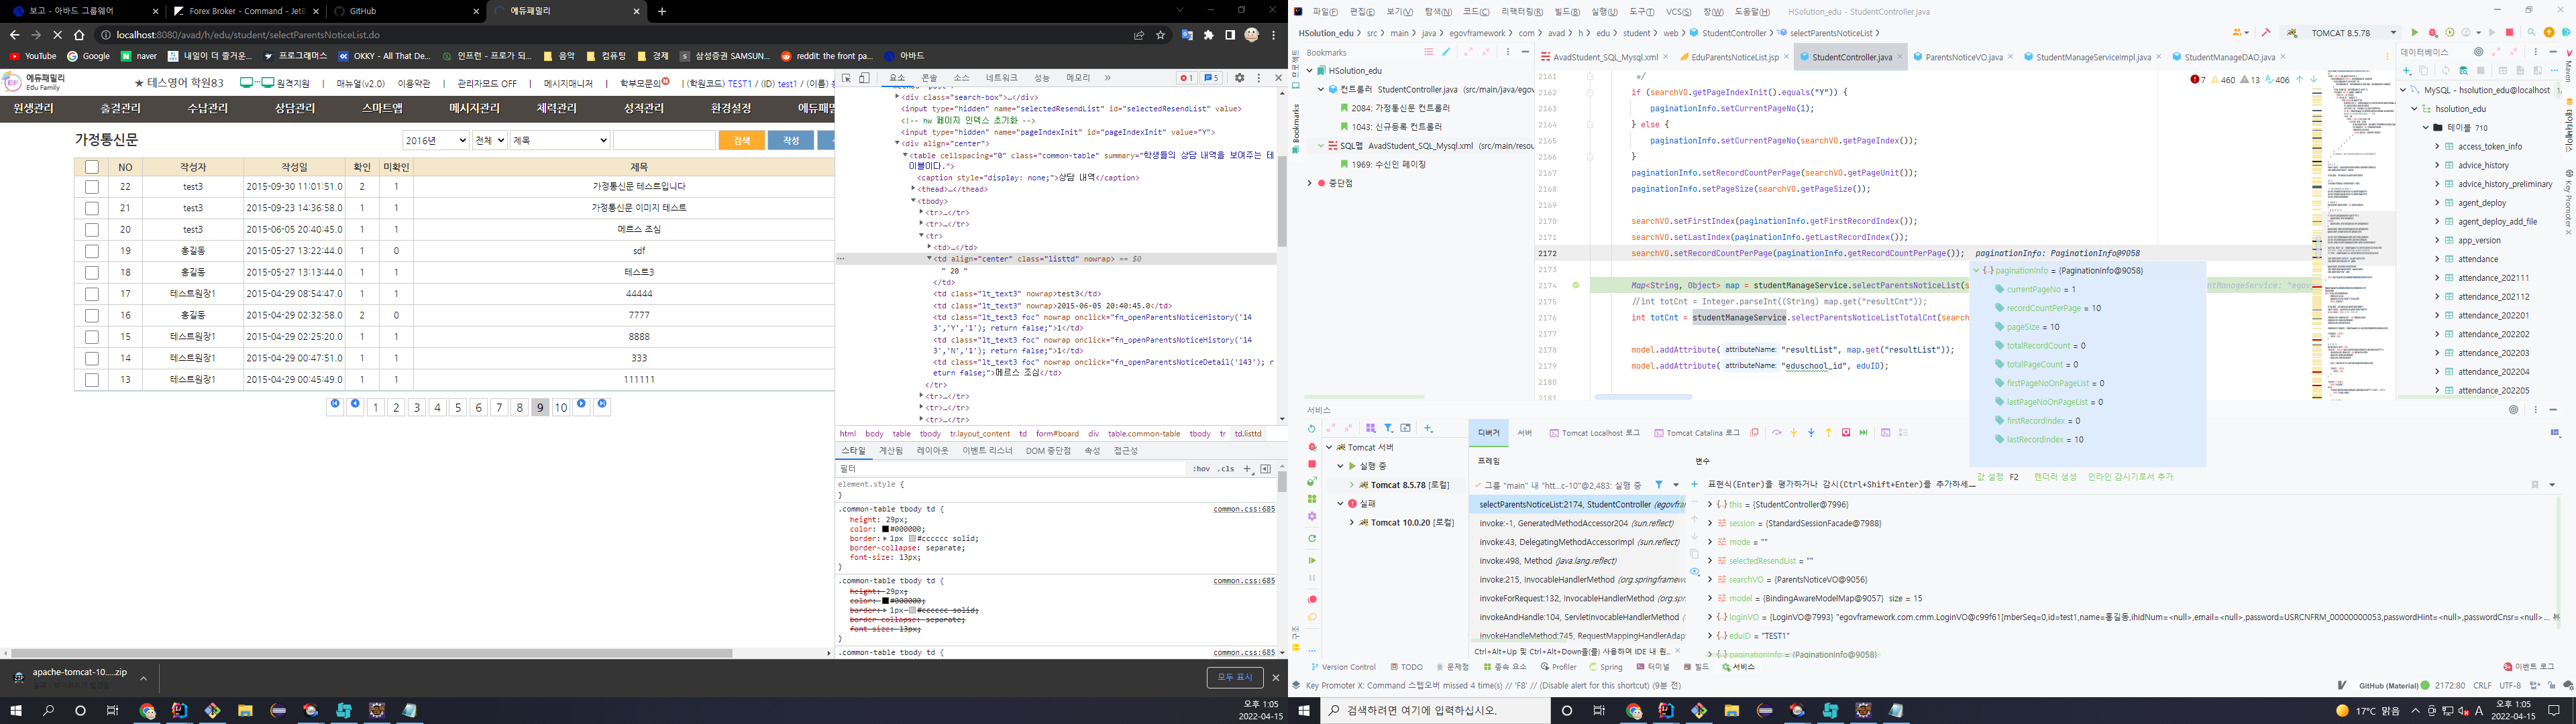 보고 - 아바드 그룹웨어
Forex Broker - Command - JetB
GitHub
에듀패밀리
localhost:8080/avad/h/edu/student/selectParentsNoticeList.do
YouTube
Google
naver
내일이 더 즐거운...
프로그래머스
OKKY - All That De...
인프런 - 프로가 되...
음악
컴퓨팅
경제
삼성증권 SAMSUN...
reddit: the front pa...
아바드
에듀패밀리
Edu Family
★ 테스영어 학원83
원격지원 | 매뉴얼(v2.0) 이용약관 | 관리자모드 OFF | 메시지매니저 | 학부모문의 | (학원코드) TEST1 / (ID) test1 / (이름)
원생관리 출결관리 수납관리 상담관리 스마트앱 메시지관리 체력관리 성적관리 환경설정 에듀패밀
가정통신문
2016년 전체 제목 검색 작성
NO 작성자 작성일 확인 미확인 제목
22 test3 2015-09-30 11:01:51.0 2 1 가정통신문 테스트입니다
21 test3 2015-09-23 14:36:58.0 1 1 가정통신문 이미지 테스트
20 test3 2015-06-05 20:40:45.0 1 1 메르스 조심
19 홍길동 2015-05-27 13:22:44.0 1 0 sdf
18 홍길동 2015-05-27 13:13:44.0 1 1 테스트3
17 테스트원장1 2015-04-29 08:54:47.0 1 1 44444
16 홍길동 2015-04-29 02:32:58.0 2 0 7777
15 테스트원장1 2015-04-29 02:25:20.0 1 1 8888
14 테스트원장1 2015-04-29 00:47:51.0 1 1 333
13 테스트원장1 2015-04-29 00:45:49.0 1 1 111111
1 2 3 4 5 6 7 8 9 10
요소 콘솔 소스 네트워크 성능 메모리 » 1 5
<div class="search-box">…</div>
<input type="hidden" name="selectedResendList" id="selectedResendList" value>
<!-- hw 페이지 인덱스 초기화 -->
<input type="hidden" name="pageIndexInit" id="pageIndexInit" value="Y">
<div align="center">
<table cellspacing="0" class="common-table" summary="학생들의 상담 내역을 보여주는 테
이블이다.">
<caption style="display: none;">상담 내역</caption>
<thead>…</thead>
<tbody>
<tr>…</tr>
<tr>…</tr>
<tr>
<td>…</td>
<td align="center" class="listtd" nowrap> == $0
" 20 "
</td>
<td class="lt_text3" nowrap>test3</td>
<td class="lt_text3" nowrap>2015-06-05 20:40:45.0</td>
<td class="lt_text3 foc" nowrap onclick="fn_openParentsNoticeHistory('14
3','Y','1'); return false;">1</td>
<td class="lt_text3 foc" nowrap onclick="fn_openParentsNoticeHistory('14
3','N','1'); return false;">1</td>
<td class="lt_text3 foc" nowrap onclick="fn_openParentsNoticeDetail('143'); r
eturn false;">메르스 조심</td>
</tr>
<tr>…</tr>
<tr>…</tr>
<tr>…</tr>
html body table tbody tr.layout_content td form#board div table.common-table tbody tr td.listtd
스타일 계산됨 레이아웃 이벤트 리스너 DOM 중단점 속성 접근성
필터 :hov .cls
element.style {
}
.common-table tbody td { common.css:685
height: 29px;
color: #000000;
border: 1px #cccccc solid;
border-collapse: separate;
font-size: 13px;
}
.common-table tbody td { common.css:685
height: 29px;
color: #000000;
border: 1px #cccccc solid;
border-collapse: separate;
font-size: 13px;
}
.common-table tbody td { common.css:685
apache-tomcat-10....zip
모두 표시
오후 1:05
2022-04-15
파일(F) 편집(E) 보기(V) 탐색(N) 코드(C) 리팩터링(R) 빌드(B) 실행(U) 도구(T) VCS(S) 창(W) 도움말(H) HSolution_edu - StudentController.java
HSolution_edu › src › main › java › egovframework › com › avad › h › edu › student › web › StudentController › selectParentsNoticeList
TOMCAT 8.5.78
Bookmarks
HSolution_edu
컨트롤러 StudentController.java (src/main/java/egov
2084: 가정통신문 컨트롤러
1043: 신규등록 컨트롤러
SQL맵 AvadStudent_SQL_Mysql.xml (src/main/resou
1969: 수신인 페이징
중단점
AvadStudent_SQL_Mysql.xml
EduParentsNoticeList.jsp
StudentController.java
ParentsNoticeVO.java
StudentManageServiceImpl.java
StudentManageDAO.java
7 460 13 406
2161 */
2162 if (searchVO.getPageIndexInit().equals("Y")) {
2163 paginationInfo.setCurrentPageNo(1);
2164 } else {
2165 paginationInfo.setCurrentPageNo(searchVO.getPageIndex());
2166 }
2167 paginationInfo.setRecordCountPerPage(searchVO.getPageUnit());
2168 paginationInfo.setPageSize(searchVO.getPageSize());
2169
2170 searchVO.setFirstIndex(paginationInfo.getFirstRecordIndex());
2171 searchVO.setLastIndex(paginationInfo.getLastRecordIndex());
2172 searchVO.setRecordCountPerPage(paginationInfo.getRecordCountPerPage()); paginationInfo: PaginationInfo@9058
2173
2174 Map<String, Object> map = studentManageService.selectParentsNoticeList(s
2175 //int totCnt = Integer.parseInt((String) map.get("resultCnt"));
2176 int totCnt = studentManageService.selectParentsNoticeListTotalCnt(search
2177
2178 model.addAttribute( attributeName: "resultList", map.get("resultList"));
2179 model.addAttribute( attributeName: "eduschool_id", eduID);
2180
2181
paginationInfo = {PaginationInfo@9058}
currentPageNo = 1
recordCountPerPage = 10
pageSize = 10
totalRecordCount = 0
totalPageCount = 0
firstPageNoOnPageList = 0
lastPageNoOnPageList = 0
firstRecordIndex = 0
lastRecordIndex = 10
값 설정 F2 렌더러 생성 인라인 감시기로서 추가
데이터베이스
MySQL - hsolution_edu@localhost
hsolution_edu
테이블 710
access_token_info
advice_history
advice_history_preliminary
agent_deploy
agent_deploy_add_file
app_version
attendance
attendance_202111
attendance_202112
attendance_202201
attendance_202202
attendance_202203
attendance_202204
attendance_202205
Maven
데이터베이스
Key Promoter X
서비스
Tomcat 서버
실행 중
Tomcat 8.5.78 [로컬]
실패
Tomcat 10.0.20 [로컬]
디버거 서버 Tomcat Localhost 로그 Tomcat Catalina 로그
프레임
그룹 "main" 내 "htt...c-10"@2,483: 실행 중
selectParentsNoticeList:2174, StudentController (egovfran
invoke:-1, GeneratedMethodAccessor204 (sun.reflect)
invoke:43, DelegatingMethodAccessorImpl (sun.reflect)
invoke:498, Method (java.lang.reflect)
invoke:215, InvocableHandlerMethod (org.springframewo
invokeForRequest:132, InvocableHandlerMethod (org.spr
invokeAndHandle:104, ServletInvocableHandlerMethod (
invokeHandleMethod:745, RequestMappingHandlerAdap
Ctrl+Alt+Up 및 Ctrl+Alt+Down을(를) 사용하여 IDE 내 원...
변수
표현식(Enter)을 평가하거나 감시(Ctrl+Shift+Enter)를 추가하세...
this = {StudentController@7996}
session = {StandardSessionFacade@7988}
mode = ""
selectedResendList = ""
searchVO = {ParentsNoticeVO@9056}
model = {BindingAwareModelMap@9057} size = 15
loginVO = {LoginVO@7993} "egovframework.com.cmm.LoginVO@c99f61[mberSeq=0,id=test1,name=홍길동,ihidNum=<null>,email=<null>,password=USRCNFRM_00000000053,passwordHint=<null>,passwordCnsr=<null>... 뷰
eduID = "TEST1"
paginationInfo = {PaginationInfo@9058}
Version Control TODO 문제점 종속 요소 Profiler Spring 터미널 빌드 서비스 이벤트 로그
Key Promoter X: Command 스텝오버 missed 4 time(s) // 'F8' // (Disable alert for this shortcut) (9분 전)
GitHub (Material) 2172:80 CRLF UTF-8
검색하려면 여기에 입력하십시오.
17°C 맑음
오후 1:05
2022-04-15